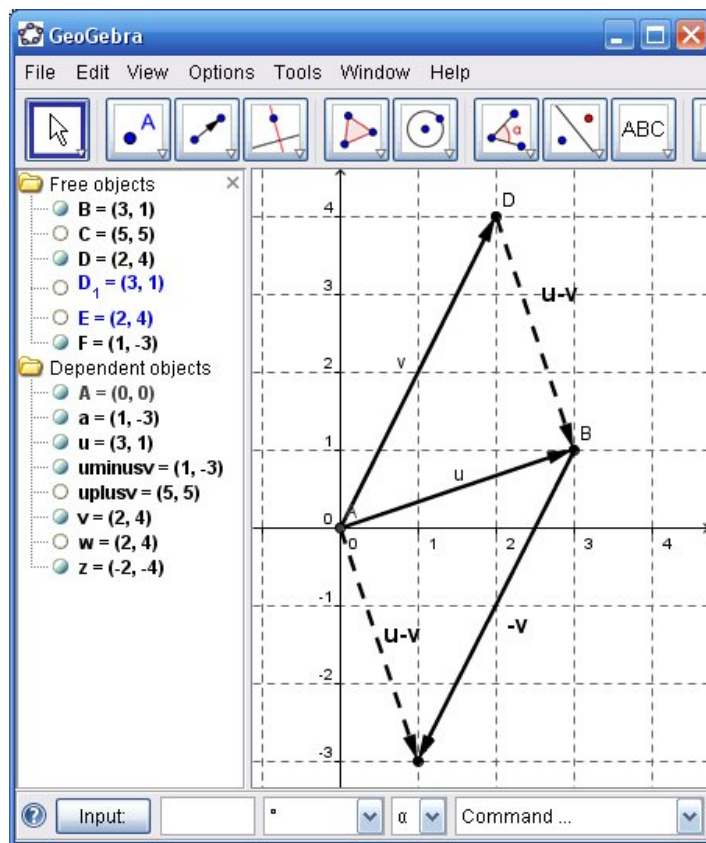 GeoGebra
File Edit View Options Tools Window Help
A
α
ABC
Free objects
B = (3, 1)
C = (5, 5)
D = (2, 4)
D1 = (3, 1)
E = (2, 4)
F = (1, -3)
Dependent objects
A = (0, 0)
a = (1, -3)
u = (3, 1)
uminusv = (1, -3)
uplusv = (5, 5)
v = (2, 4)
w = (2, 4)
z = (-2, -4)
4 D
3 u-v
2 v
1 B
u
0 A
0 1 2 3 4
-1
u-v -v
-2
-3
? Input: ° α Command ...